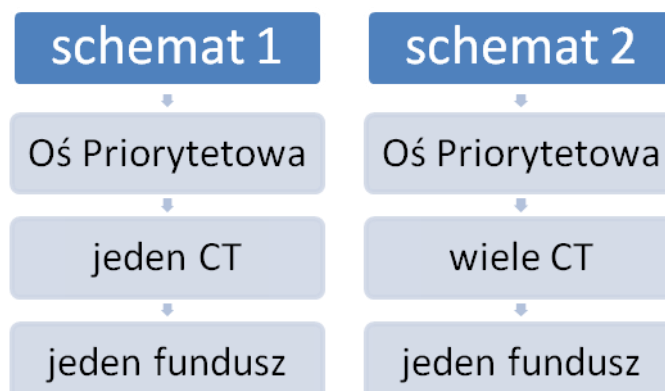 schemat 1
Oś Priorytetowa
jeden CT
jeden fundusz
schemat 2
Oś Priorytetowa
wiele CT
jeden fundusz